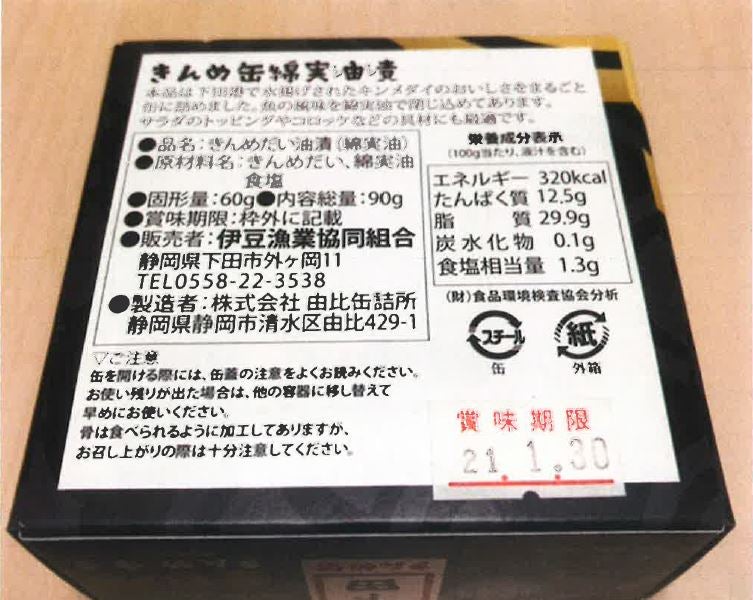 きんめ缶綿実油漬
本品は下田港で水揚げされたキンメダイのおいしさをまるごと
缶に詰めました。魚の風味を綿実油で閉じ込めてあります。
サラダのトッピングやコロッケなどの具材にも最適です。
●品名：きんめだい油漬（綿実油）
●原材料名：きんめだい、綿実油
食塩
●固形量：60g●内容総量：90g
●賞味期限：枠外に記載
●販売者：伊豆漁業協同組合
静岡県下田市外ヶ岡11
TEL0558-22-3538
●製造者：株式会社 由比缶詰所
静岡県静岡市清水区由比429-1
栄養成分表示
（100g当たり、液汁を含む）
エネルギー 320kcal
たんぱく質 12.5g
脂 質 29.9g
炭水化物 0.1g
食塩相当量 1.3g
（財）食品環境検査協会分析
スチール 紙
缶 外箱
▽ご注意
缶を開ける際には、缶蓋の注意をよくお読みください。
お使い残りが出た場合は、他の容器に移し替えて
早めにお使いください。
骨は食べられるように加工してありますが、
お召し上がりの際は十分注意してください。
賞味期限
21.1.30